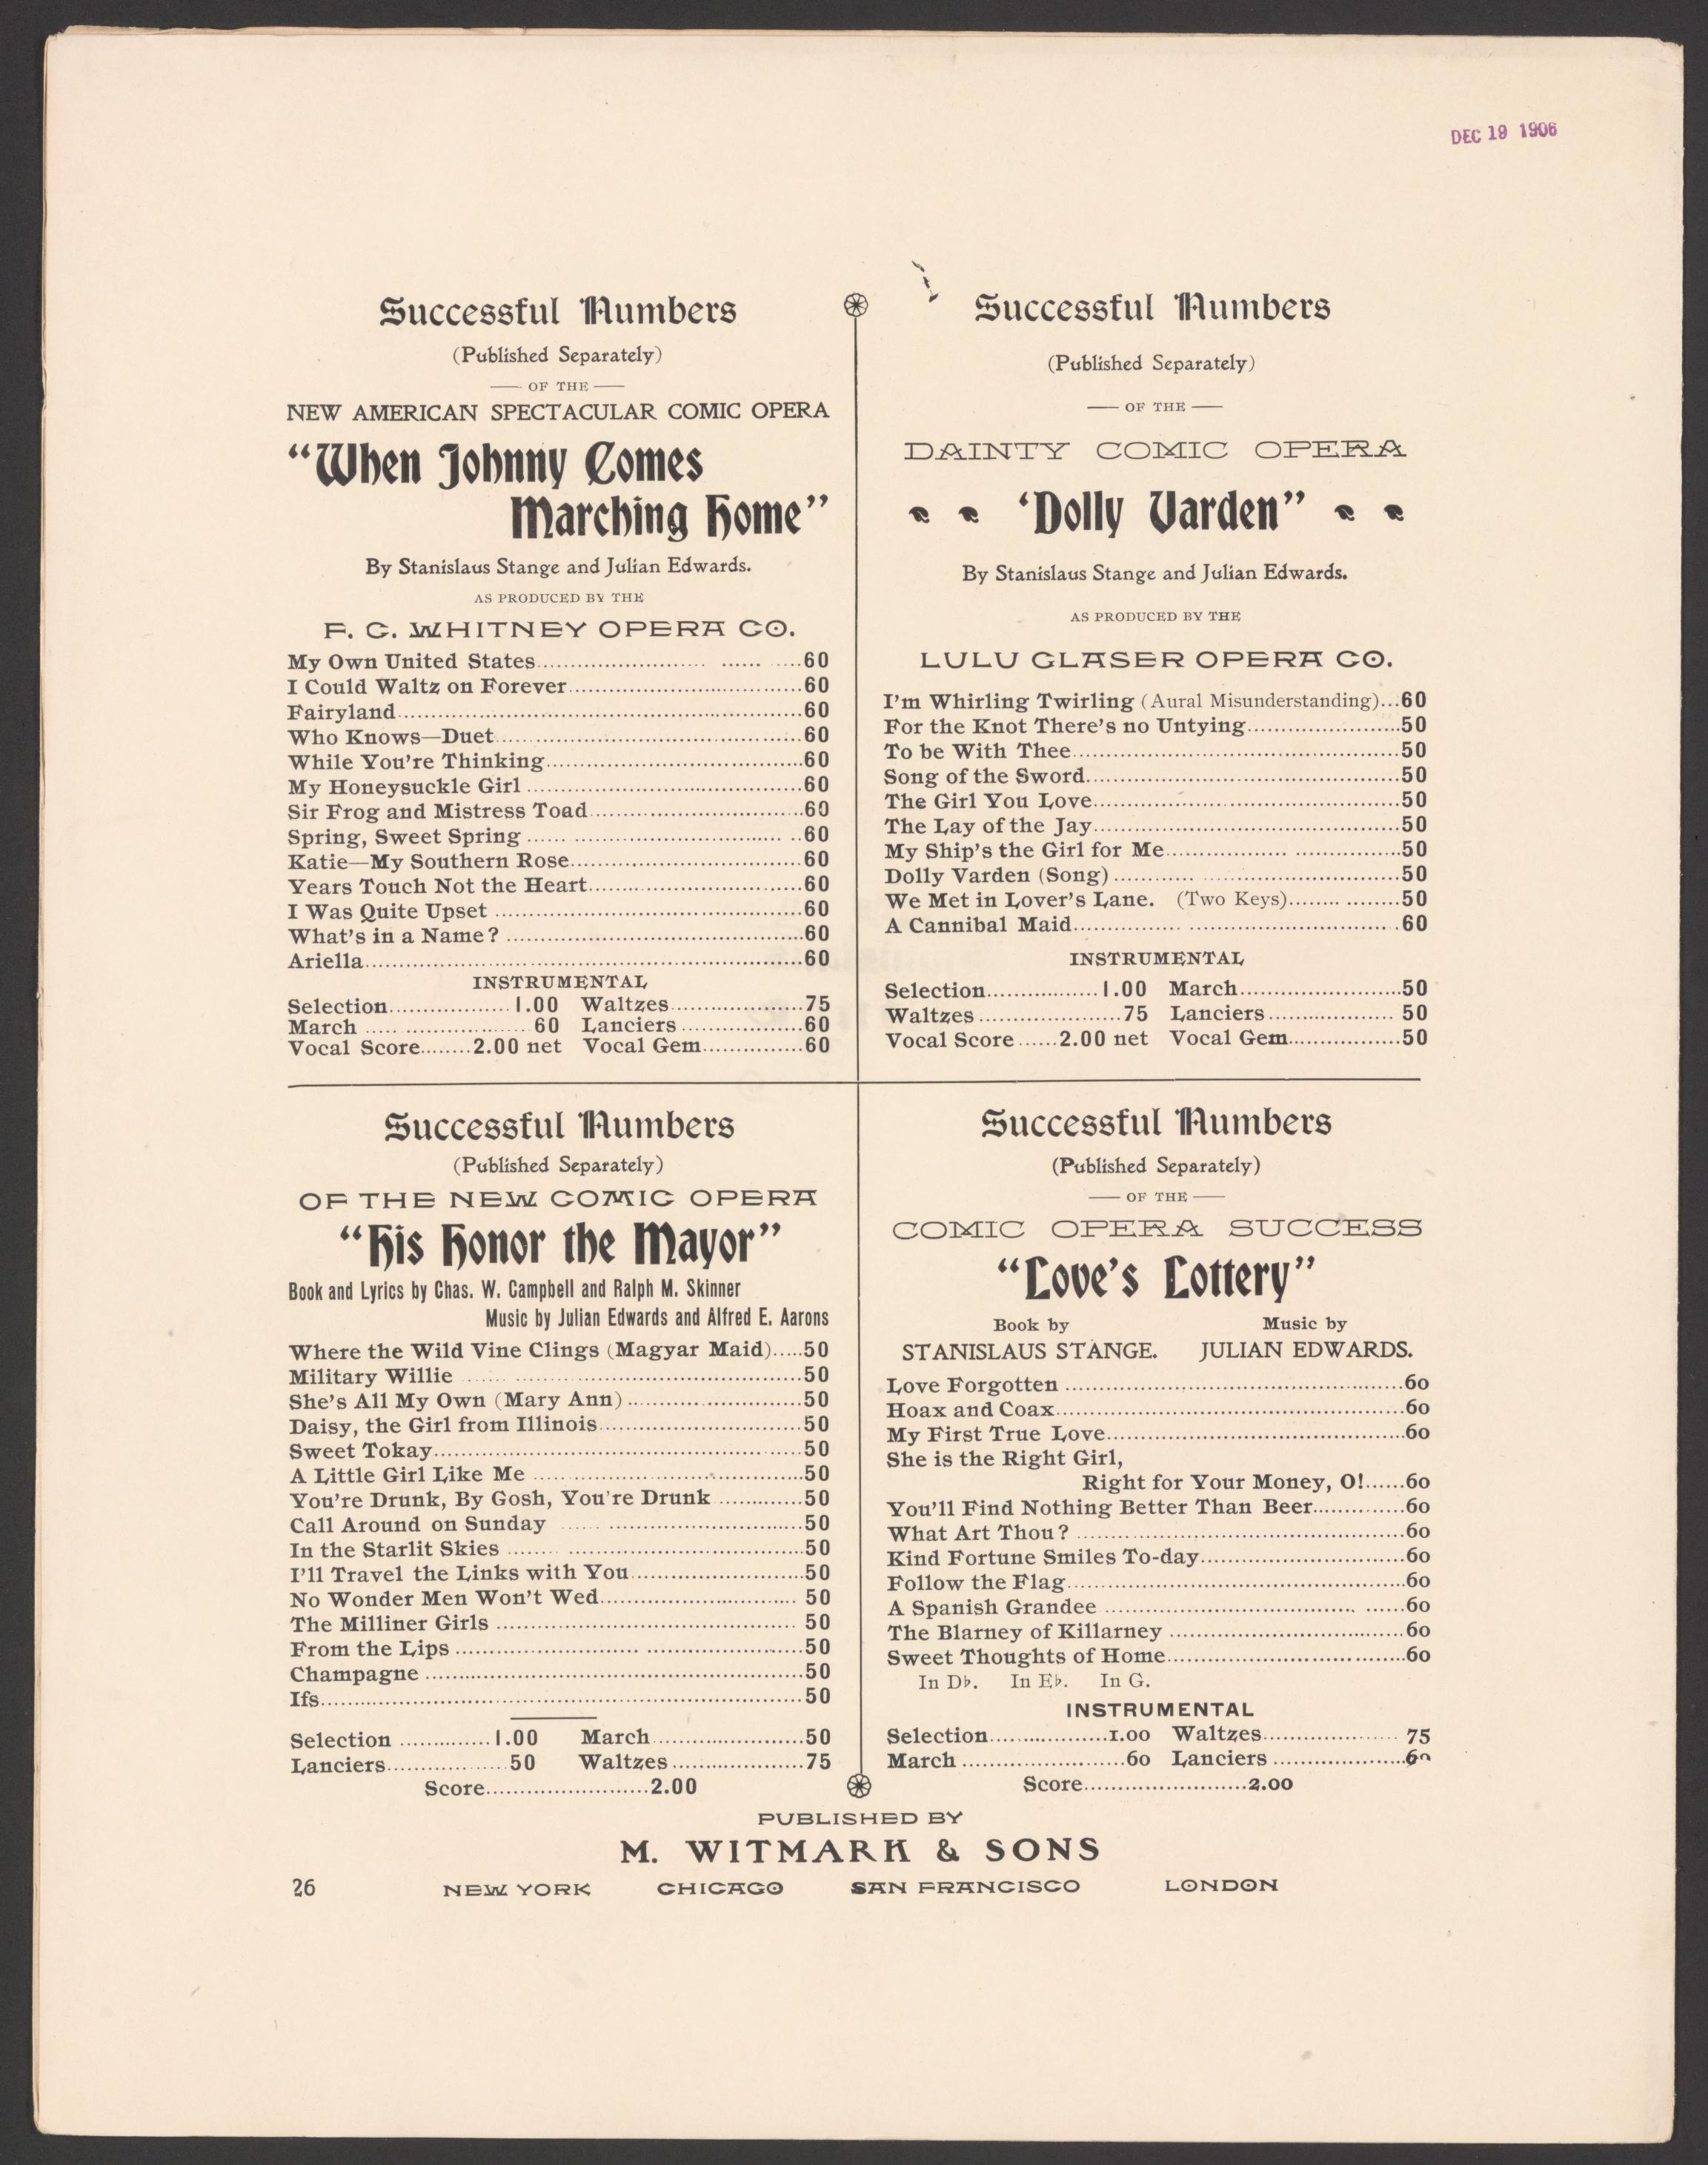 DEC 19 1906
Successful Numbers
(Published Separately)
OF THE
NEW AMERICAN SPECTACULAR COMIC OPERA
“When Johnny Comes
Marching Home”
By Stanislaus Stange and Julian Edwards.
AS PRODUCED BY THE
F. C. WHITNEY OPERA CO.
My Own United States........................ ...... .....60
I Could Waltz on Forever..................................60
Fairyland..................................................60
Who Knows—Duet........................................60
While You're Thinking.....................................60
My Honeysuckle Girl ......................................60
Sir Frog and Mistress Toad................................60
Spring, Sweet Spring ...... .............................. ..60
Katie—My Southern Rose..................................60
Years Touch Not the Heart................................60
I Was Quite Upset ........................................60
What's in a Name? ........................................60
Ariella....................................................60
INSTRUMENTAL
Selection...................1.00 Waltzes...................75
March ........................60 Lanciers .................60
Vocal Score........2.00 net Vocal Gem...............60
Successful Numbers
(Published Separately)
OF THE
DAINTY COMIC OPERA
‘Dolly Varden”
By Stanislaus Stange and Julian Edwards.
AS PRODUCED BY THE
LULU GLASER OPERA CO.
I'm Whirling Twirling (Aural Misunderstanding)...60
For the Knot There's no Untying.......................50
To be With Thee..........................................50
Song of the Sword........................................50
The Girl You Love........................................50
The Lay of the Jay........................................50
My Ship's the Girl for Me.................. ...............50
Dolly Varden (Song) ............ .........................50
We Met in Lover's Lane. (Two Keys)........ ........50
A Cannibal Maid................ .........................60
INSTRUMENTAL
Selection.................1.00 March.......................50
Waltzes ......................75 Lanciers................... 50
Vocal Score ......2.00 net Vocal Gem.................50
Successful Numbers
(Published Separately)
OF THE NEW COMIC OPERA
“His Honor the Mayor”
Book and Lyrics by Chas. W. Campbell and Ralph M. Skinner
Music by Julian Edwards and Alfred E. Aarons
Where the Wild Vine Clings (Magyar Maid).....50
Military Willie ...... ....................................50
She's All My Own (Mary Ann) ..........................50
Daisy, the Girl from Illinois..............................50
Sweet Tokay..............................................50
A Little Girl Like Me ....................................50
You're Drunk, By Gosh, You're Drunk .............50
Call Around on Sunday ...... ............................50
In the Starlit Skies ........ ...............................50
I'll Travel the Links with You..........................50
No Wonder Men Won't Wed............................ 50
The Milliner Girls ........................................ 50
From the Lips ........................... ..................50
Champagne ..............................................50
Ifs........................................................50
Selection ..............1.00 March........................50
Lanciers...................50 Waltzes .....................75
Score........................2.00
Successful Numbers
(Published Separately)
OF THE
COMIC OPERA SUCCESS
“Love's Lottery”
Book by Music by
STANISLAUS STANGE. JULIAN EDWARDS.
Love Forgotten ..........................................60
Hoax and Coax...........................................60
My First True Love......................................60
She is the Right Girl,
Right for Your Money, O!......60
You'll Find Nothing Better Than Beer.............60
What Art Thou? .........................................60
Kind Fortune Smiles To-day............................60
Follow the Flag..........................................60
A Spanish Grandee .................................... ......60
The Blarney of Killarney ................................60
Sweet Thoughts of Home................................60
In D♭. In E♭. In G.
INSTRUMENTAL
Selection...................1.00 Waltzes..................... 75
March ........................60 Lanciers ...................60
Score........................2.00
PUBLISHED BY
M. WITMARK & SONS
26 NEW YORK CHICAGO SAN FRANCISCO LONDON